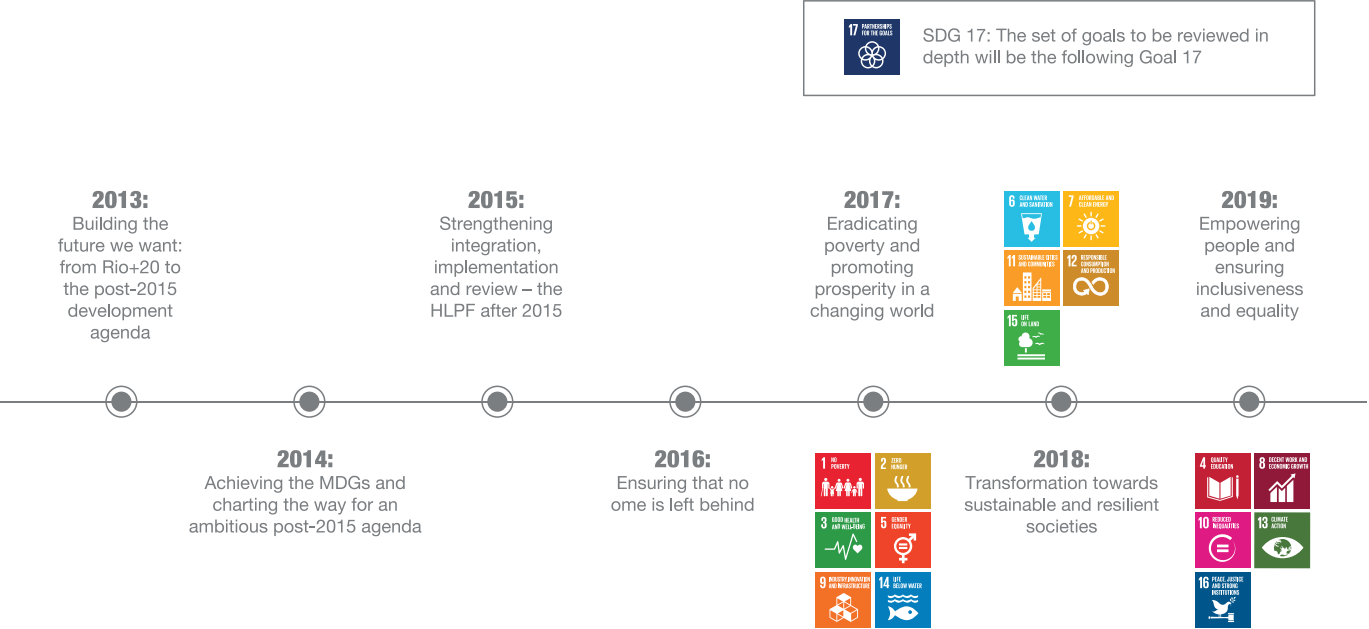 17 PARTNERSHIPS
FOR THE GOALS
SDG 17: The set of goals to be reviewed in
depth will be the following Goal 17
2013:
Building the
future we want:
from Rio+20 to
the post-2015
development
agenda
2015:
Strengthening
integration,
implementation
and review – the
HLPF after 2015
2017:
Eradicating
poverty and
promoting
prosperity in a
changing world
6 CLEAN WATER
AND SANITATION
7 AFFORDABLE AND
CLEAN ENERGY
11 SUSTAINABLE CITIES
AND COMMUNITIES
12 RESPONSIBLE
CONSUMPTION
AND PRODUCTION
15 LIFE
ON LAND
2019:
Empowering
people and
ensuring
inclusiveness
and equality
2014:
Achieving the MDGs and
charting the way for an
ambitious post-2015 agenda
2016:
Ensuring that no
ome is left behind
1 NO
POVERTY
2 ZERO
HUNGER
3 GOOD HEALTH
AND WELL-BEING
5 GENDER
EQUALITY
9 INDUSTRY, INNOVATION
AND INFRASTRUCTURE
14 LIFE
BELOW WATER
2018:
Transformation towards
sustainable and resilient
societies
4 QUALITY
EDUCATION
8 DECENT WORK AND
ECONOMIC GROWTH
10 REDUCED
INEQUALITIES
13 CLIMATE
ACTION
16 PEACE, JUSTICE
AND STRONG
INSTITUTIONS